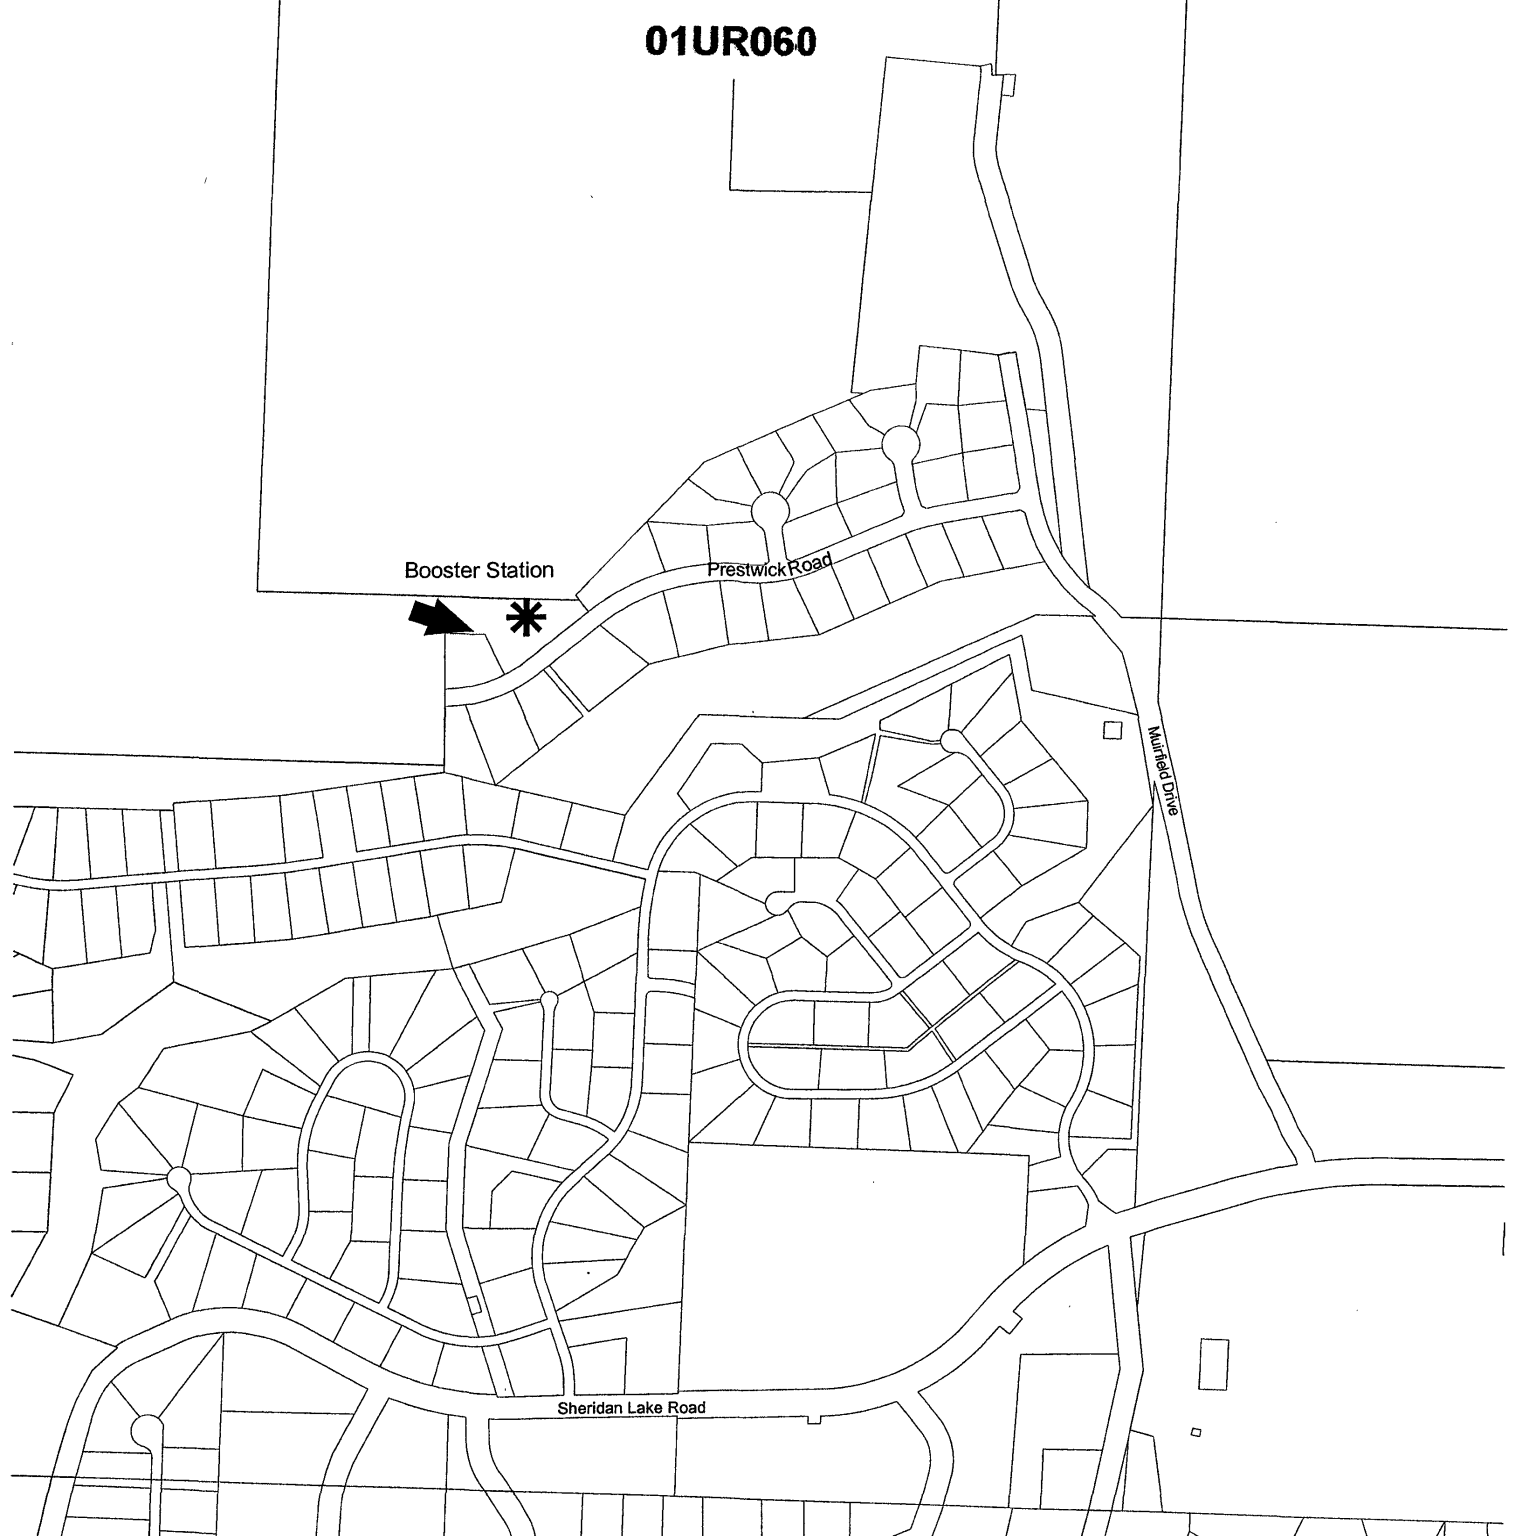 01UR060
Booster Station
Prestwick Road
Muirfield Drive
Sheridan Lake Road